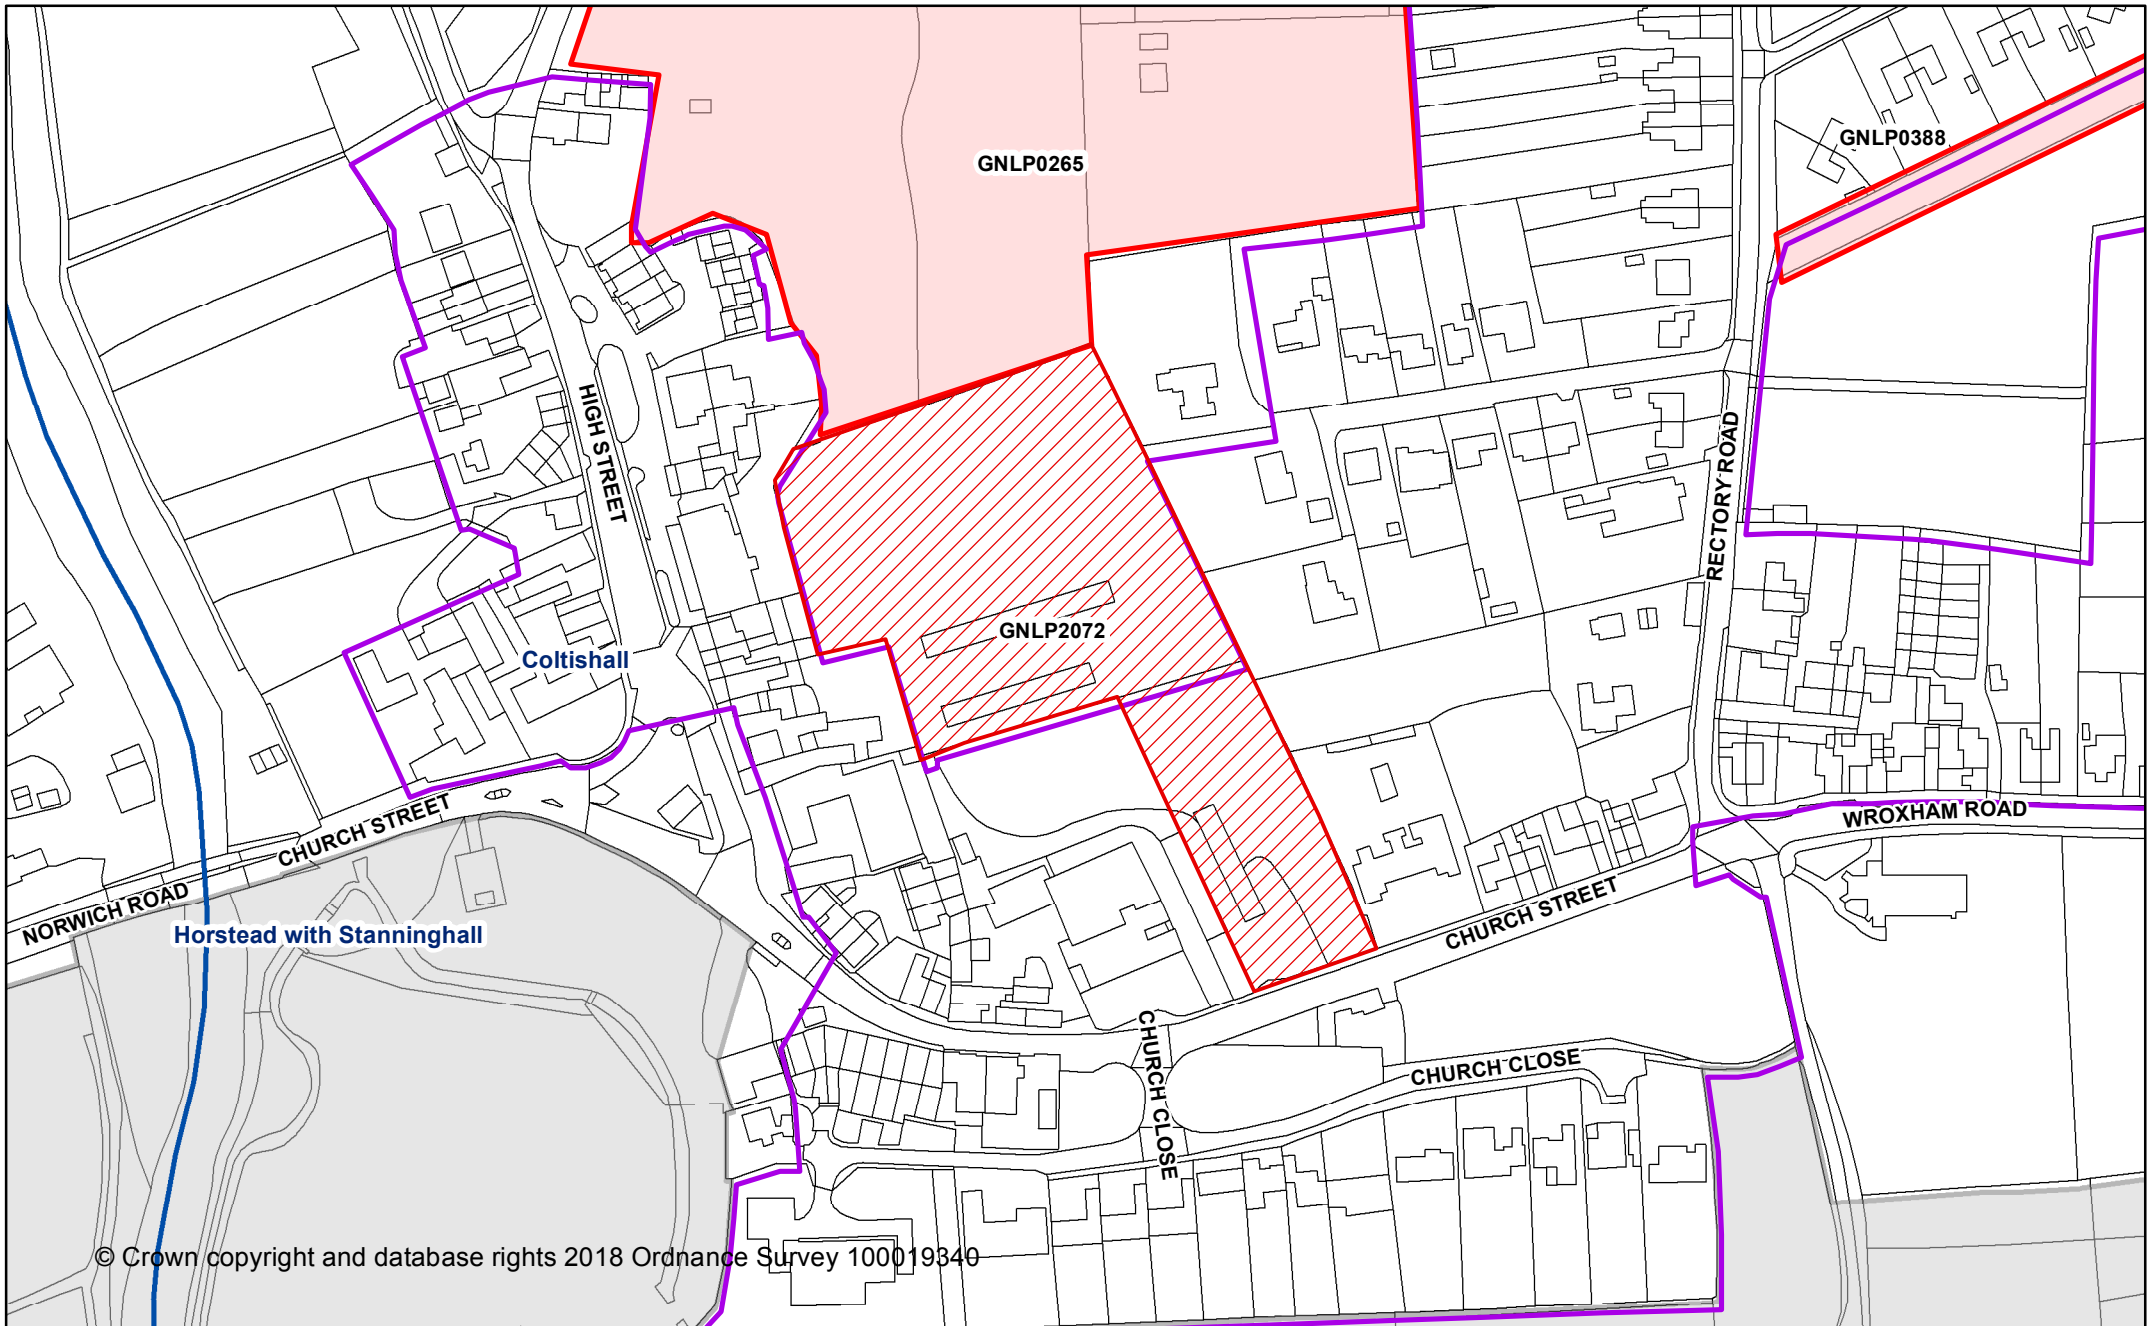 GNLP0388
GNLP0265
HIGH STREET
RECTORY ROAD
GNLP2072
Coltishall
WROXHAM ROAD
CHURCH STREET
NORWICH ROAD
CHURCH STREET
Horstead with Stanninghall
CHURCH CLOSE
CHURCH CLOSE
© Crown copyright and database rights 2018 Ordnance Survey 100019340